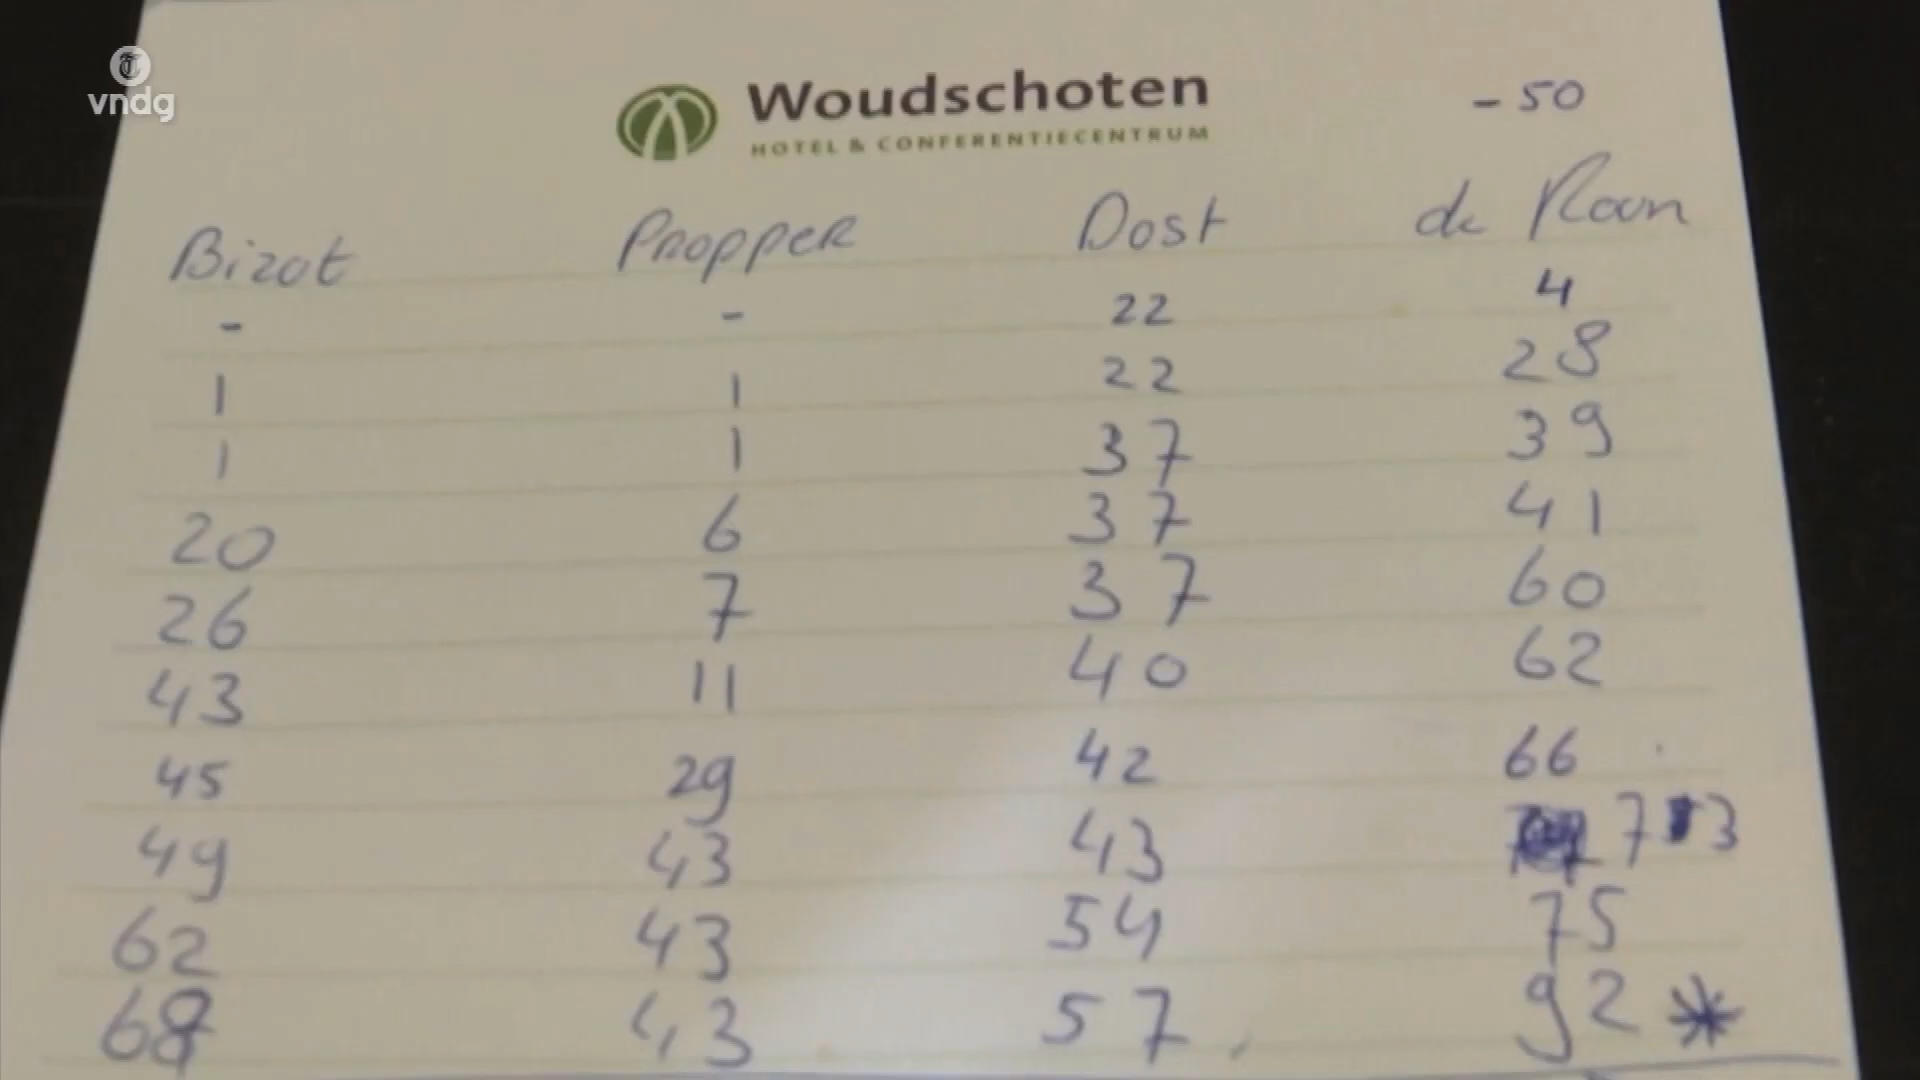 vndg
Woudschoten
HOTEL & CONFERENTIECENTRUM
- 50
Bizot Propper Dost de Roon
- - 22 4
1 1 22 28
1 1 37 39
20 6 37 41
26 7 37 60
43 11 40 62
45 29 42 66
49 43 43 73
62 43 54 75
43 57 92 *